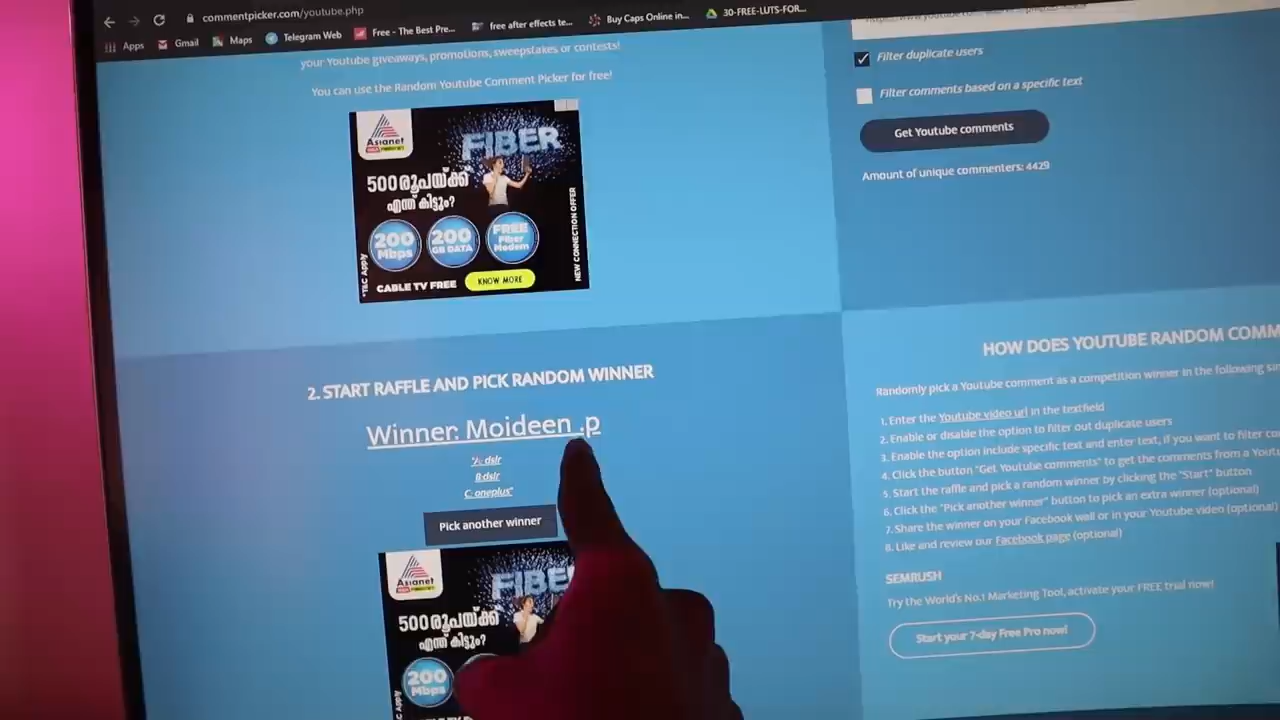 commentpicker.com/youtube.php
Apps
Gmail
Maps
Telegram Web
Free - The Best Pre...
free after effects te...
Buy Caps Online in...
30-FREE-LUTS-FOR...
your Youtube giveaways, promotions, sweepstakes or contests!
You can use the Random Youtube Comment Picker for free!
Asianet
FIBER
500 രൂപയ്ക്ക്
എന്ത് കിട്ടും?
200 Mbps
200 GB DATA
FREE Fiber Modem
*T&C Apply
CABLE TV FREE
KNOW MORE
NEW CONNECTION OFFER
Filter duplicate users
Filter comments based on a specific text
Get Youtube comments
Amount of unique commenters: 4429
2. START RAFFLE AND PICK RANDOM WINNER
Winner: Moideen .p
"A: dslr
B:dslr
C: oneplus"
Pick another winner
Asianet
FIBE
500 രൂപയ്ക്ക്
എന്ത് കിട്ടും?
200 Mbps
Apply
HOW DOES YOUTUBE RANDOM COMM
Randomly pick a Youtube comment as a competition winner in the following sim
1. Enter the Youtube video url in the textfield
2. Enable or disable the option to filter out duplicate users
3. Enable the option include specific text and enter text, if you want to filter co
4. Click the button "Get Youtube comments" to get the comments from a Yout
5. Start the raffle and pick a random winner by clicking the "Start" button
6. Click the "Pick another winner" button to pick an extra winner (optional)
7. Share the winner on your Facebook wall or in your Youtube video (optional)
8. Like and review our Facebook page (optional)
SEMRUSH
Try the World's No.1 Marketing Tool, activate your FREE trial now!
Start your 7-day Free Pro now!